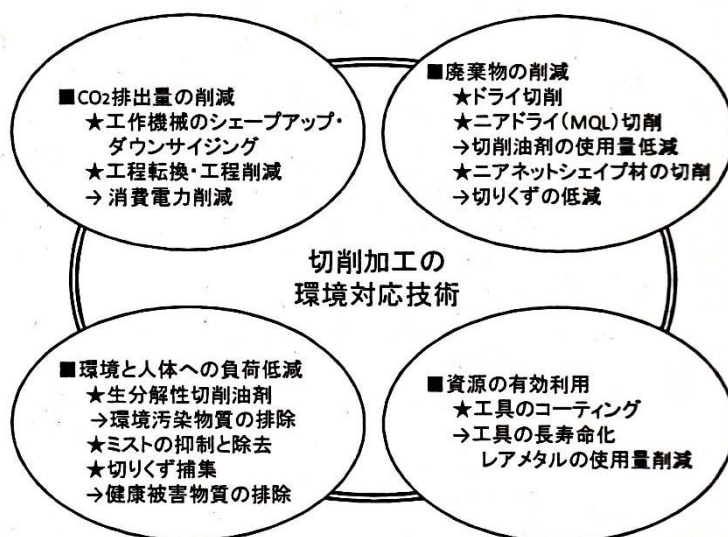 ■CO₂排出量の削減
★工作機械のシェープアップ・
ダウンサイジング
★工程転換・工程削減
→消費電力削減
■廃棄物の削減
★ドライ切削
★ニアドライ(MQL)切削
→切削油剤の使用量低減
★ニアネットシェイプ材の切削
→切りくずの低減
切削加工の
環境対応技術
■環境と人体への負荷低減
★生分解性切削油剤
→環境汚染物質の排除
★ミストの抑制と除去
★切りくず捕集
→健康被害物質の排除
■資源の有効利用
★工具のコーティング
→工具の長寿命化
レアメタルの使用量削減